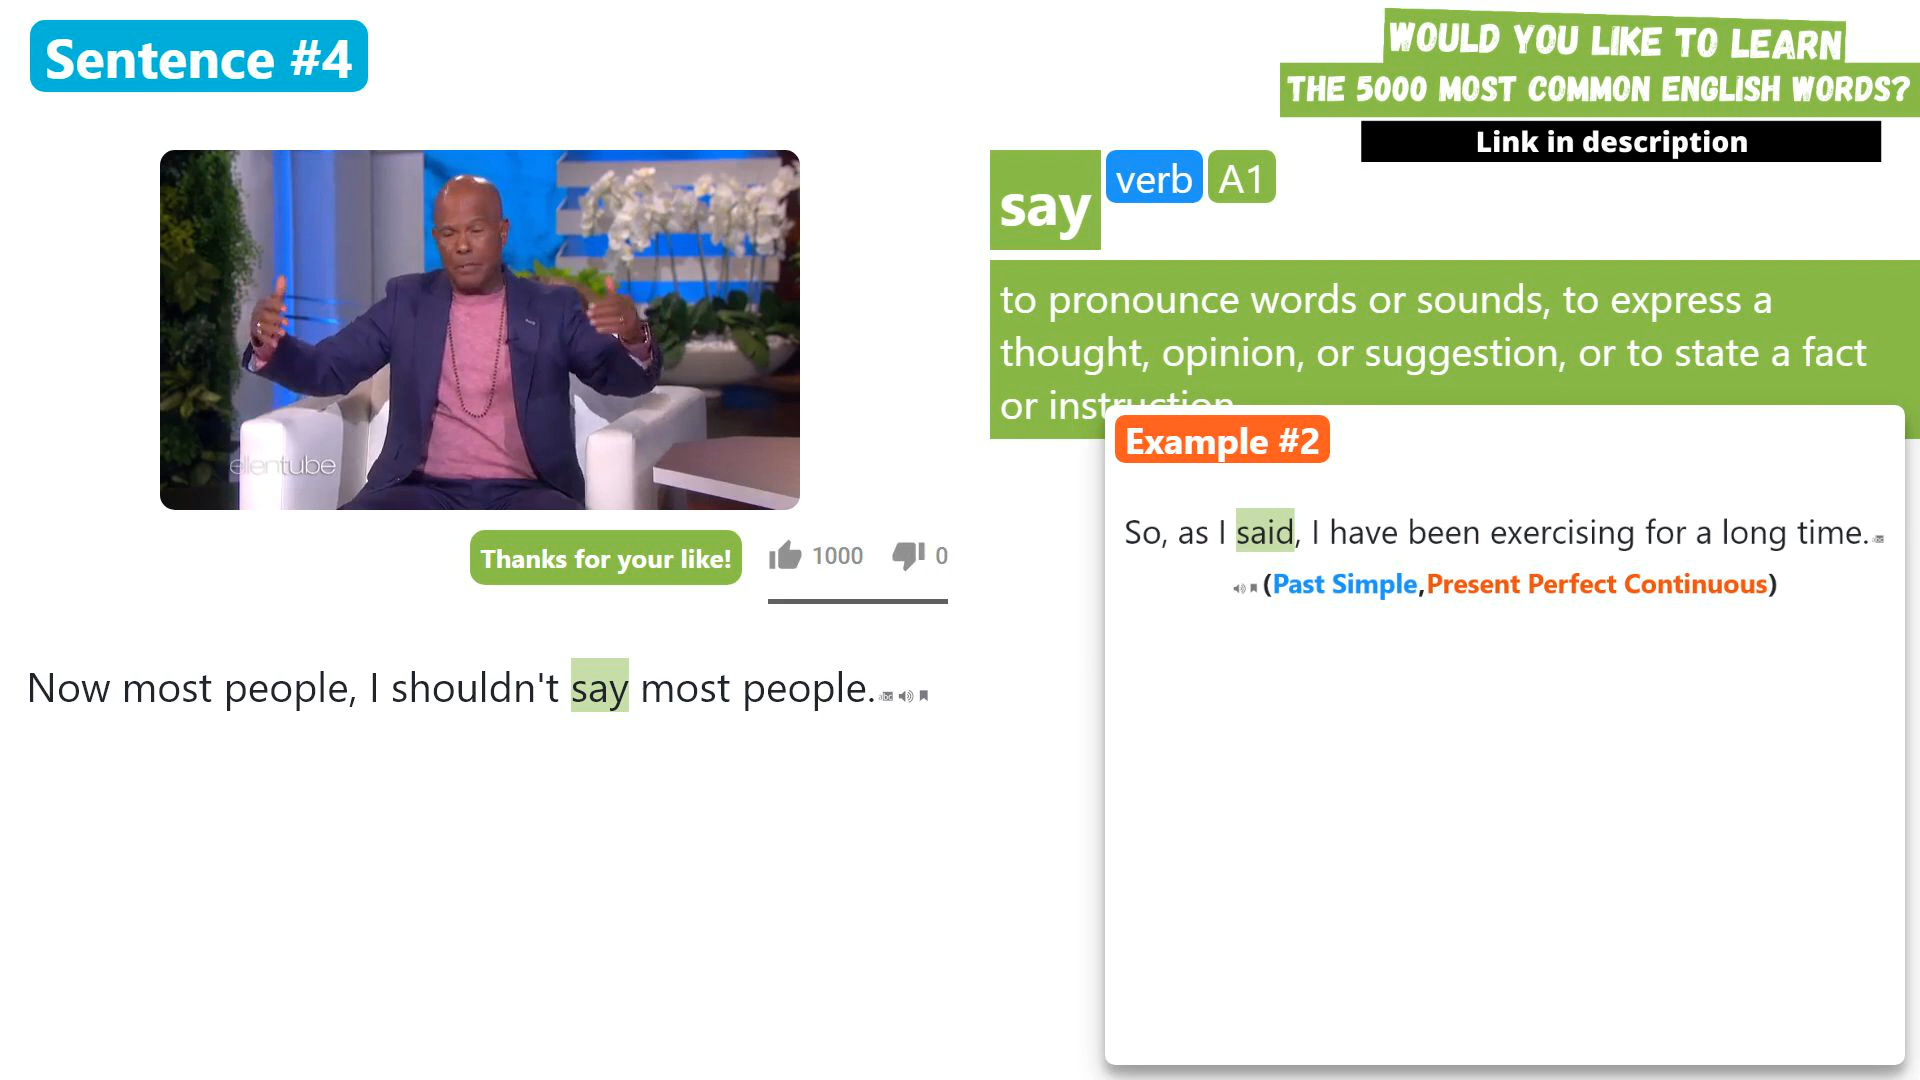 Sentence #4
WOULD YOU LIKE TO LEARN
THE 5000 MOST COMMON ENGLISH WORDS?
Link in description
say verb A1
to pronounce words or sounds, to express a
thought, opinion, or suggestion, or to state a fact
or instruction
ellentube
Thanks for your like! 1000 0
Now most people, I shouldn't say most people.
Example #2
So, as I said, I have been exercising for a long time.
(Past Simple,Present Perfect Continuous)